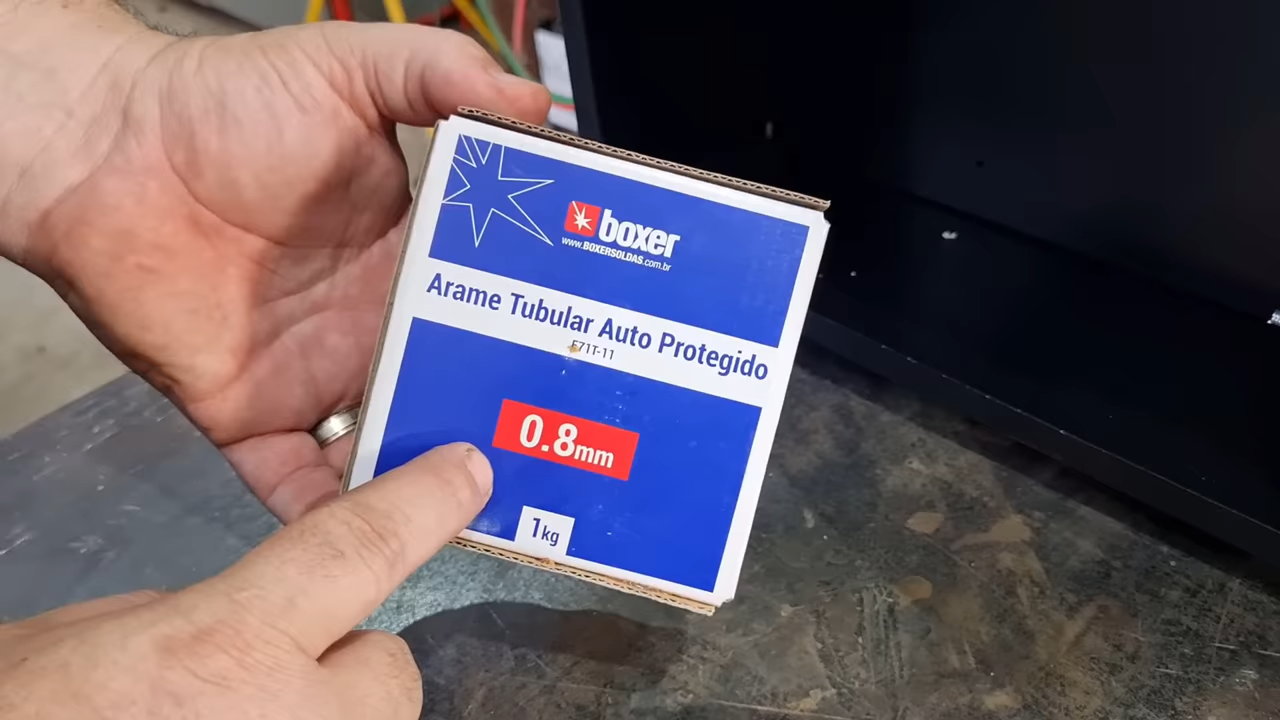 boxer
www.BOXERSOLDAS.com.br
Arame Tubular Auto Protegido
E71T-11
0.8mm
1kg